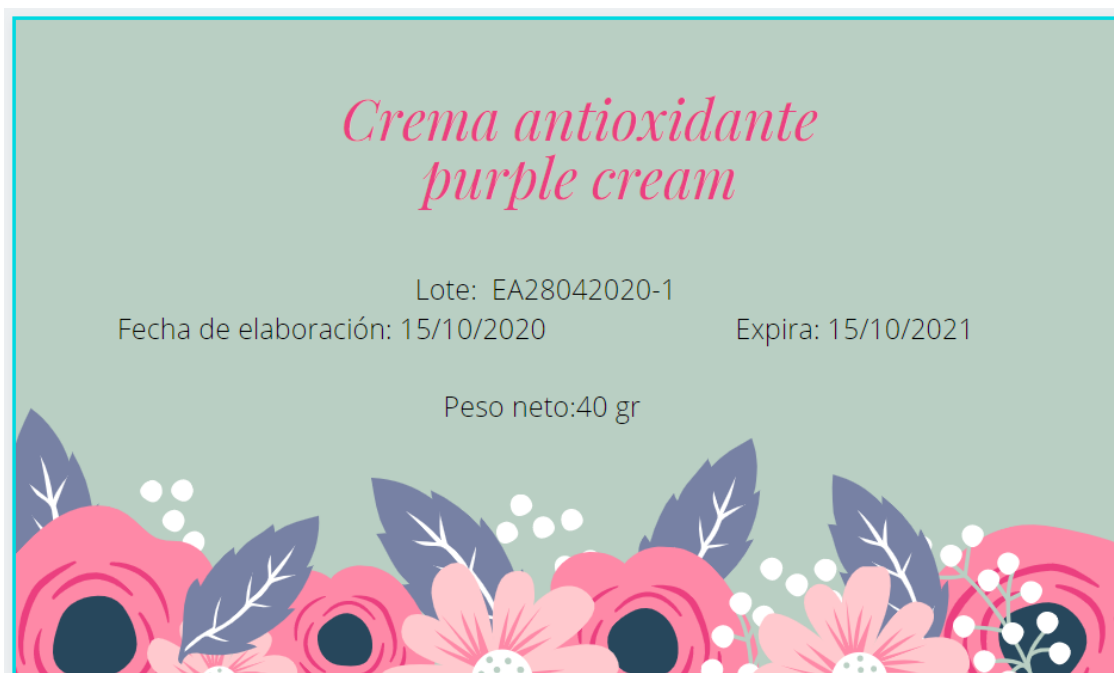 Crema antioxidante
purple cream
Lote: EA28042020-1
Fecha de elaboración: 15/10/2020 Expira: 15/10/2021
Peso neto:40 gr